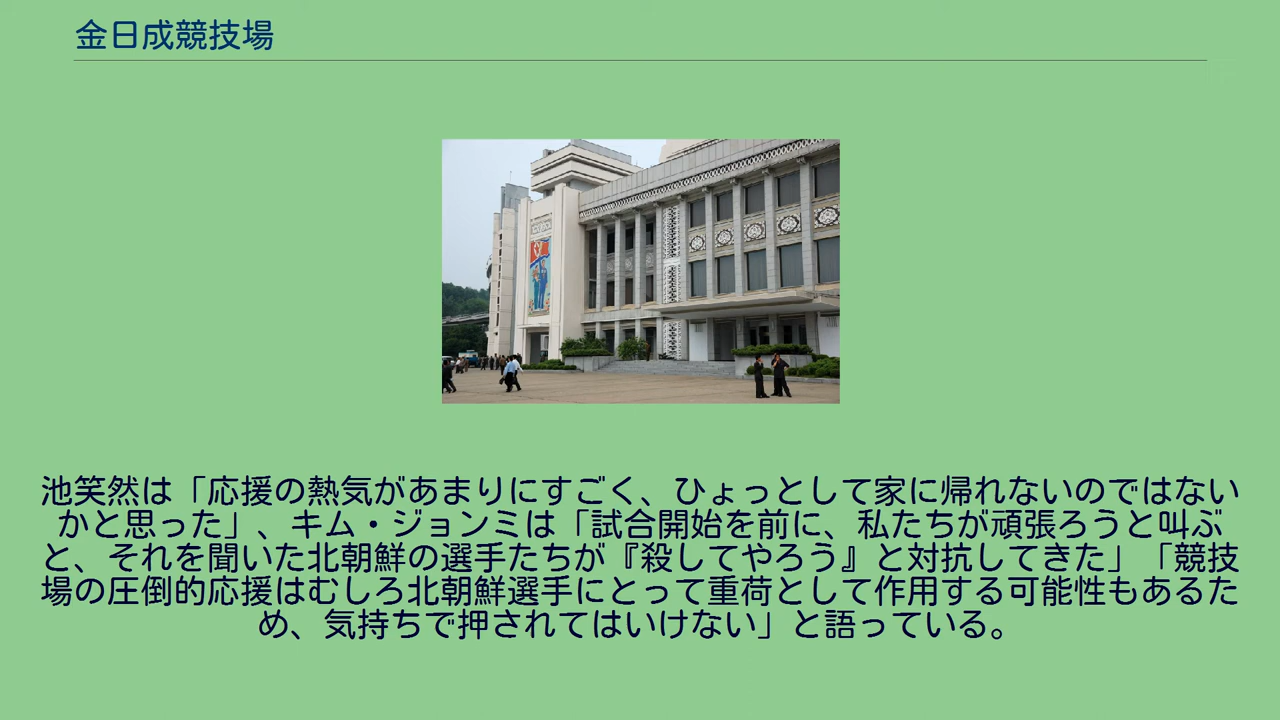 金日成競技場
池笑然は「応援の熱気があまりにすごく、ひょっとして家に帰れないのではない
かと思った」、キム・ジョンミは「試合開始を前に、私たちが頑張ろうと叫ぶ
と、それを聞いた北朝鮮の選手たちが『殺してやろう』と対抗してきた」「競技
場の圧倒的応援はむしろ北朝鮮選手にとって重荷として作用する可能性もあるた
め、気持ちで押されてはいけない」と語っている。